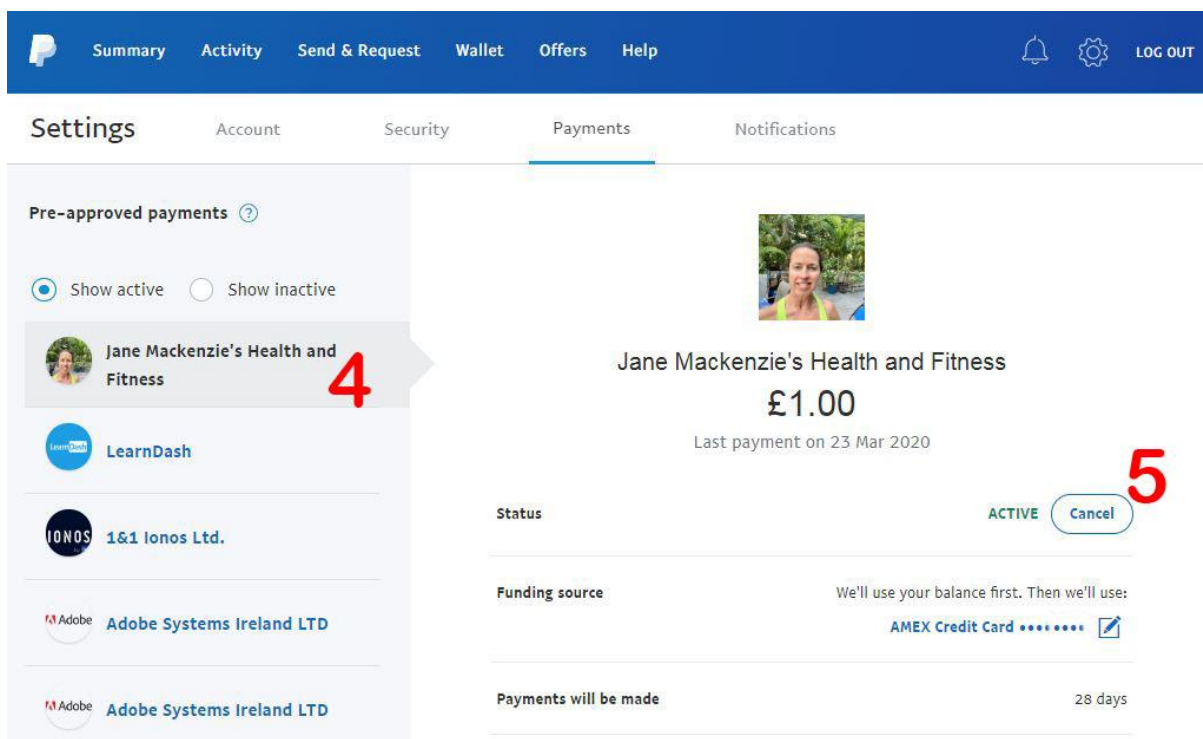 Summary Activity Send & Request Wallet Offers Help LOG OUT
Settings Account Security Payments Notifications
Pre-approved payments ?
Show active Show inactive
Jane Mackenzie's Health and
Fitness
4
LearnDash
LearnDash
IONOS
1&1 Ionos Ltd.
Adobe
Adobe Systems Ireland LTD
Adobe
Adobe Systems Ireland LTD
Jane Mackenzie's Health and Fitness
£1.00
Last payment on 23 Mar 2020
5
Status ACTIVE Cancel
Funding source We'll use your balance first. Then we'll use:
AMEX Credit Card ••••••••
Payments will be made 28 days